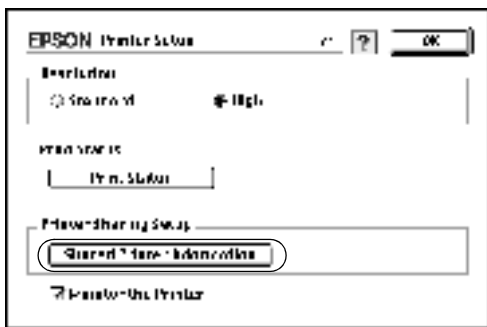 EPSON Printer Setup ? OK
Resolution
Standard High
Print Status
Print Status
Printer Sharing Setup
Shared Printer Information
Monitor the Printer